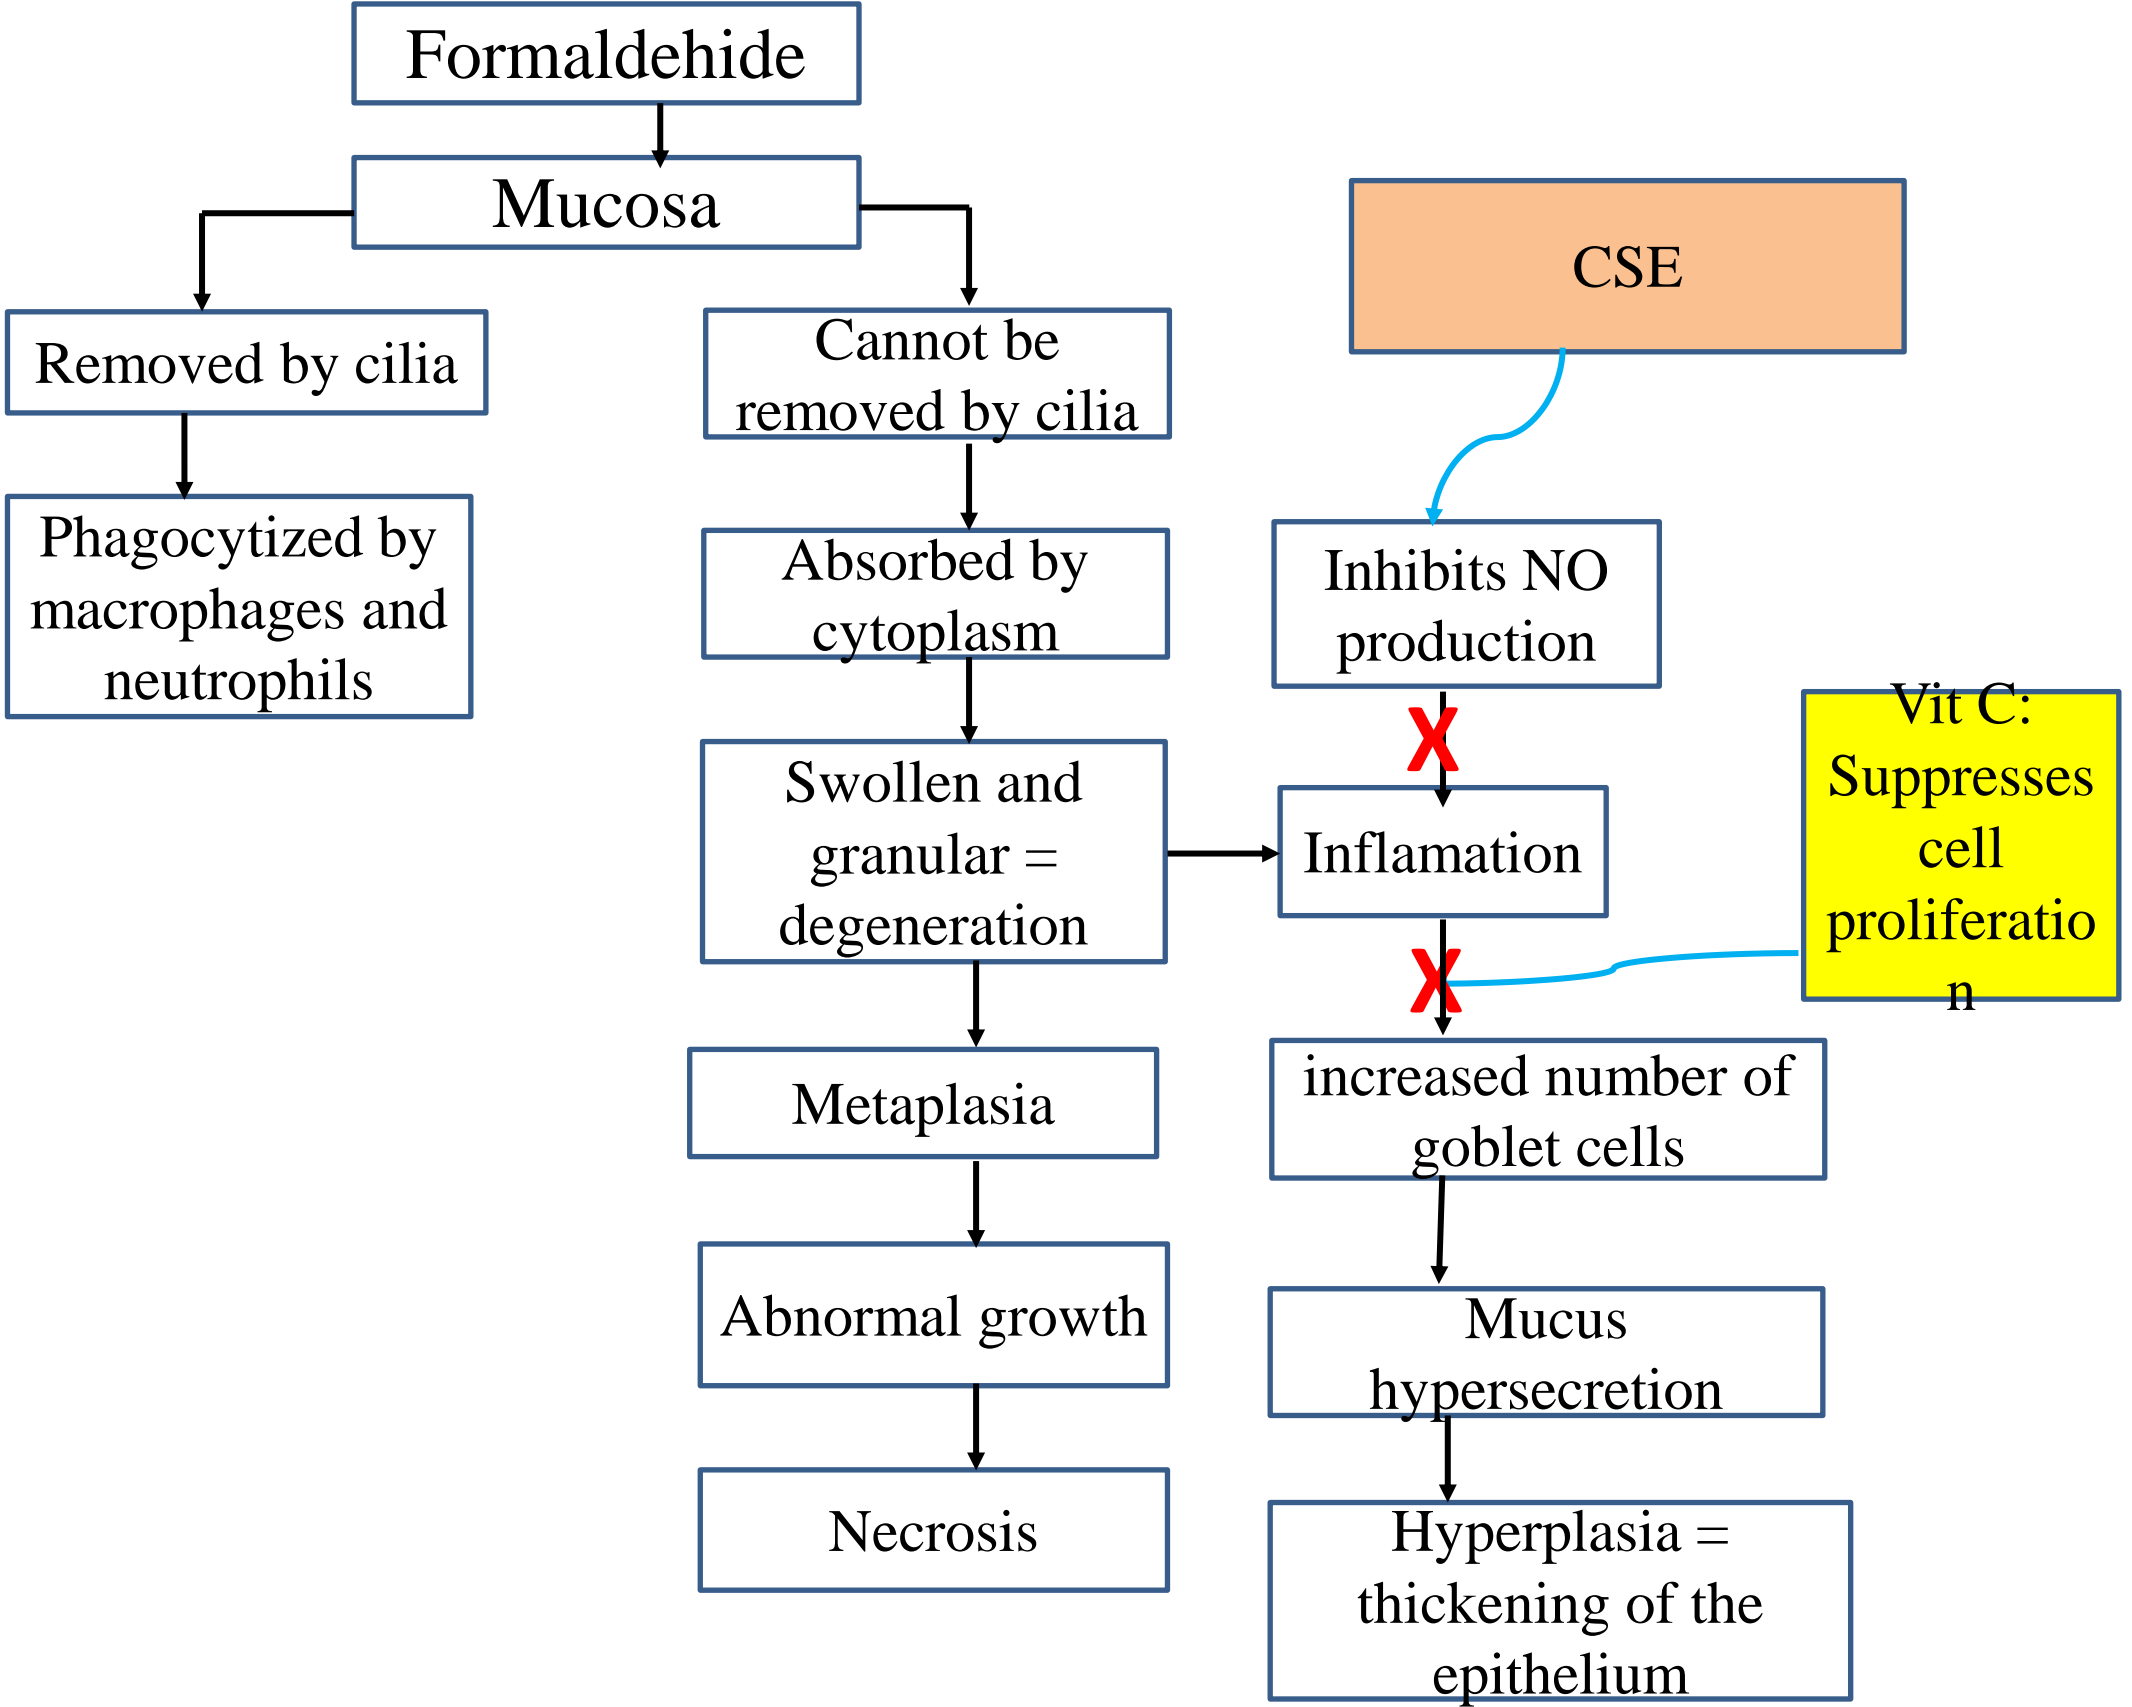 Formaldehide
Mucosa
CSE
Removed by cilia
Cannot be
removed by cilia
Phagocytized by
macrophages and
neutrophils
Absorbed by
cytoplasm
Inhibits NO
production
X
Vit C:
Suppresses
cell
proliferatio
n
Swollen and
granular =
degeneration
Inflamation
X
Metaplasia
increased number of
goblet cells
Abnormal growth
Mucus
hypersecretion
Necrosis
Hyperplasia =
thickening of the
epithelium